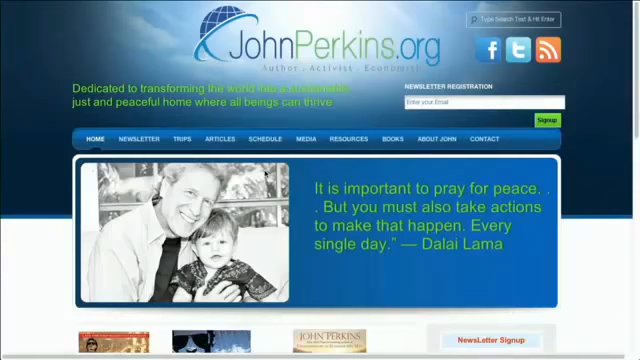 Type Search Text & Hit Enter
JohnPerkins.org
Author . Activist . Economist
Dedicated to transforming the world into a sustainable,
just and peaceful home where all beings can thrive
NEWSLETTER REGISTRATION
Enter your Email
Signup
HOME NEWSLETTER TRIPS ARTICLES SCHEDULE MEDIA RESOURCES BOOKS ABOUT JOHN CONTACT
It is important to pray for peace. . 
. But you must also take actions
to make that happen. Every
single day.” — Dalai Lama
JOHN PERKINS
NewsLetter Signup